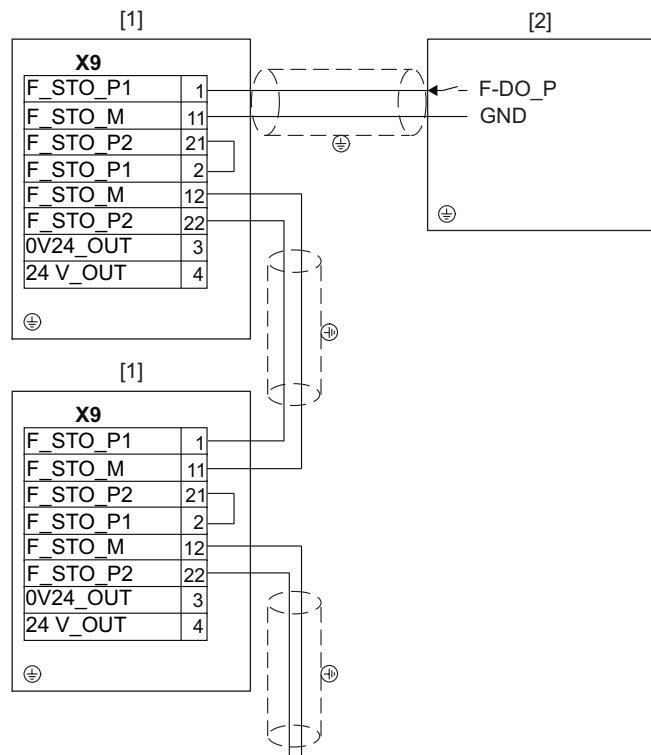 [1]
[2]
X9
F_STO_P1 1
F-DO_P
F_STO_M 11
GND
F_STO_P2 21
F_STO_P1 2
F_STO_M 12
F_STO_P2 22
0V24_OUT 3
24 V_OUT 4
[1]
X9
F_STO_P1 1
F_STO_M 11
F_STO_P2 21
F_STO_P1 2
F_STO_M 12
F_STO_P2 22
0V24_OUT 3
24 V_OUT 4